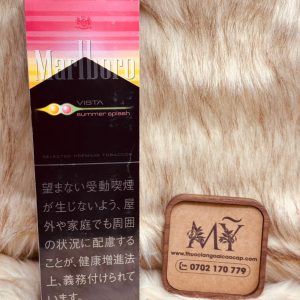 Marlboro
VISTA
summer splash
SELECTED PREMIUM TOBACCOS
望まない受動喫煙
が生じないよう、屋
外や家庭でも周囲
の状況に配慮する
ことが、健康増進法
上、義務付けられて
います。
MỸ
www.thuoclangoaicaocap.com
0702 170 779